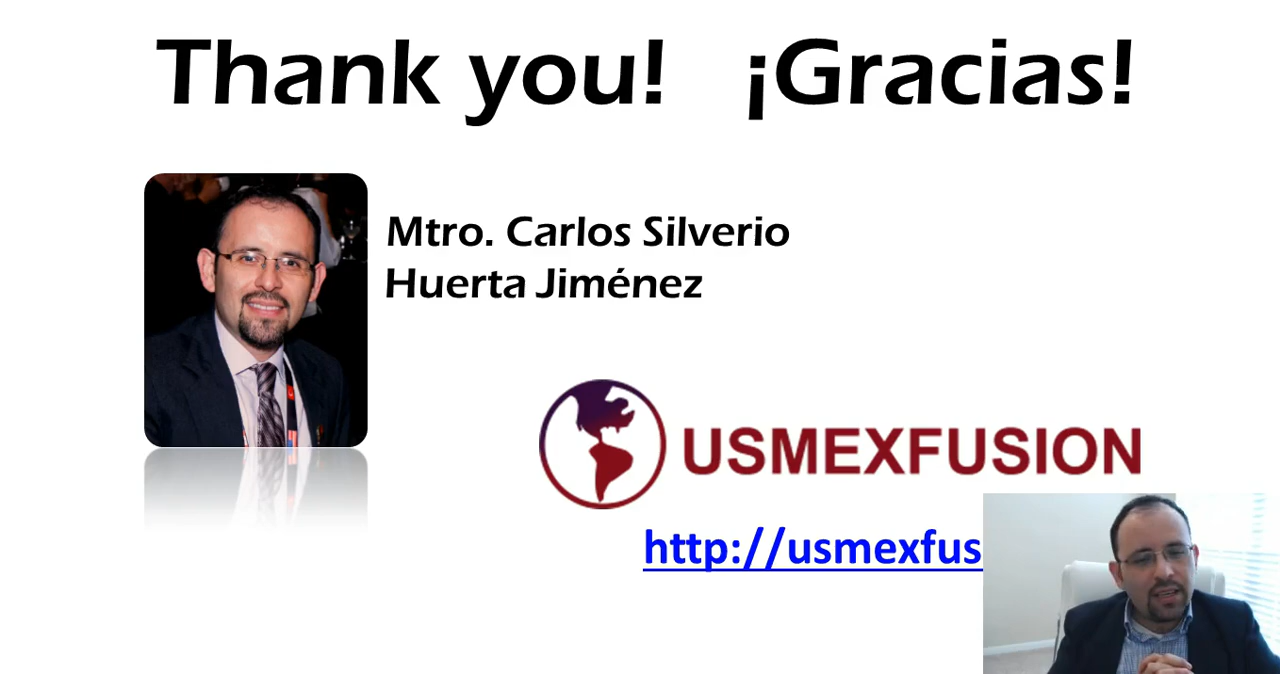 Thank you! ¡Gracias!
Mtro. Carlos Silverio
Huerta Jiménez
USMEXFUSION
http://usmexfus